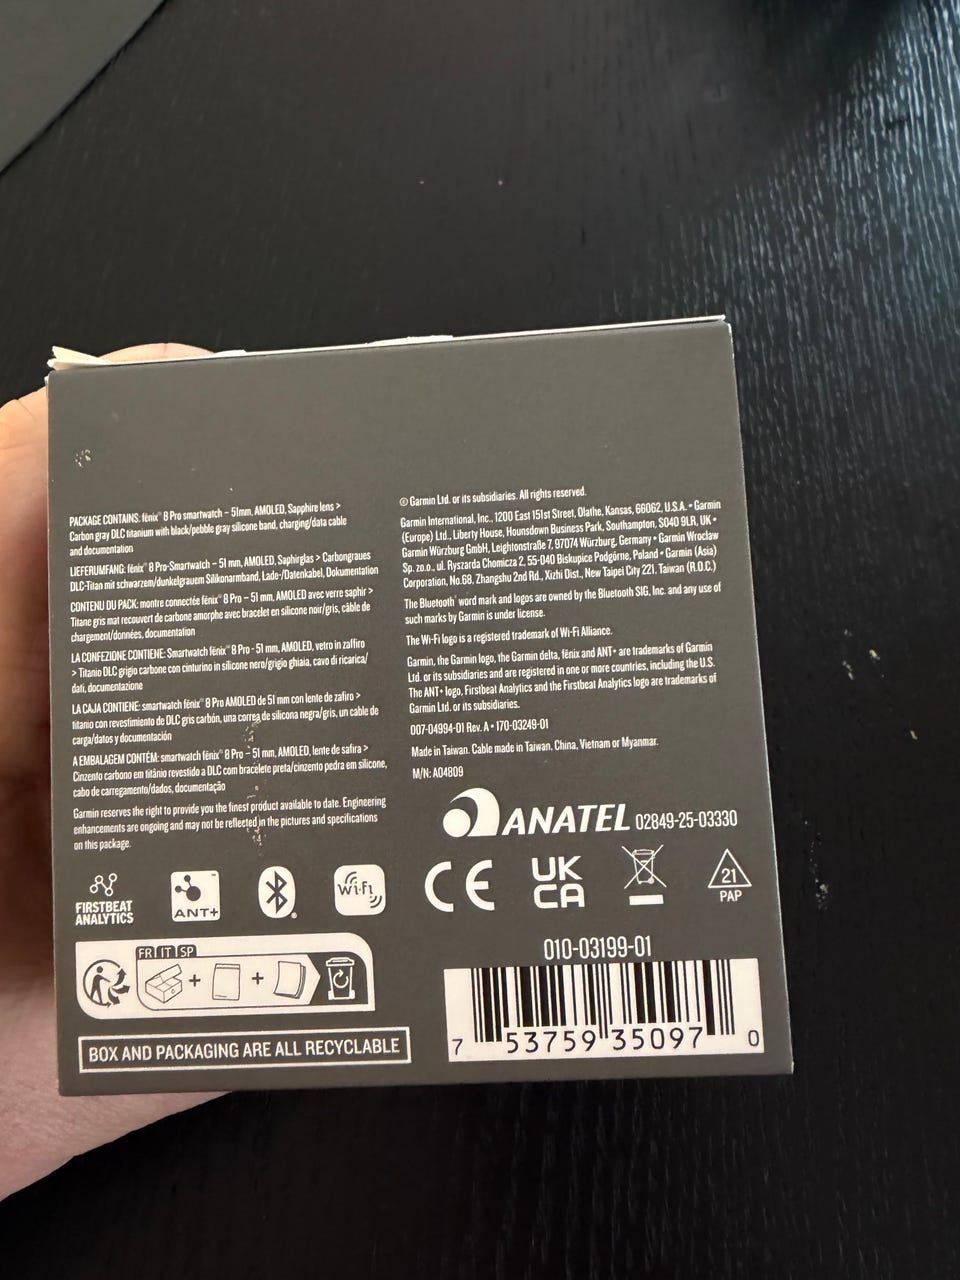 PACKAGE CONTAINS: fēnix® 8 Pro smartwatch – 51mm, AMOLED, Sapphire lens >
Carbon gray DLC titanium with black/pebble gray silicone band, charging/data cable
and documentation
LIEFERUMFANG: fēnix® 8 Pro-Smartwatch – 51 mm, AMOLED, Saphirglas > Carbongraues
DLC-Titan mit schwarzem/dunkelgrauem Silikonarmband, Lade-/Datenkabel, Dokumentation
CONTENU DU PACK: montre connectée fēnix® 8 Pro – 51 mm, AMOLED avec verre saphir >
Titane gris mat recouvert de carbone amorphe avec bracelet en silicone noir/gris, câble de
chargement/données, documentation
LA CONFEZIONE CONTIENE: Smartwatch fēnix® 8 Pro - 51 mm, AMOLED, vetro in zaffiro
> Titanio DLC grigio carbone con cinturino in silicone nero/grigio ghiaia, cavo di ricarica/
dati, documentazione
LA CAJA CONTIENE: smartwatch fēnix® 8 Pro AMOLED de 51 mm con lente de zafiro >
titanio con revestimiento de DLC gris carbón, una correa de silicona negra/gris, un cable de
carga/datos y documentación
A EMBALAGEM CONTÉM: smartwatch fēnix® 8 Pro – 51 mm, AMOLED, lente de safira >
Cinzento carbono em titânio revestido a DLC com bracelete preta/cinzento pedra em silicone,
cabo de carregamento/dados, documentação
Garmin reserves the right to provide you the finest product available to date. Engineering
enhancements are ongoing and may not be reflected in the pictures and specifications
on this package.
© Garmin Ltd. or its subsidiaries. All rights reserved.
Garmin International, Inc., 1200 East 151st Street, Olathe, Kansas, 66062, U.S.A. • Garmin
(Europe) Ltd., Liberty House, Hounsdown Business Park, Southampton, SO40 9LR, UK •
Garmin Würzburg GmbH, Leightonstraße 7, 97074 Würzburg, Germany • Garmin Wrocław
Sp. zo.o., ul. Ryszarda Chomicza 2, 55-040 Biskupice Podgórne, Poland • Garmin (Asia)
Corporation, No.68, Zhangshu 2nd Rd., Xizhi Dist., New Taipei City 221, Taiwan (R.O.C.)
The Bluetooth® word mark and logos are owned by the Bluetooth SIG, Inc. and any use of
such marks by Garmin is under license.
The Wi-Fi logo is a registered trademark of Wi-Fi Alliance.
Garmin, the Garmin logo, the Garmin delta, fēnix and ANT+ are trademarks of Garmin
Ltd. or its subsidiaries and are registered in one or more countries, including the U.S.
The ANT+ logo, Firstbeat Analytics and the Firstbeat Analytics logo are trademarks of
Garmin Ltd. or its subsidiaries.
007-04994-01 Rev. A • 170-03249-01
Made in Taiwan. Cable made in Taiwan, China, Vietnam or Myanmar.
M/N: A04809
ANATEL 02849-25-03330
FIRSTBEAT
ANALYTICS
ANT+
Wi-Fi
CE
UK
CA
21
PAP
FR IT SP
BOX AND PACKAGING ARE ALL RECYCLABLE
010-03199-01
7 53759 35097 0